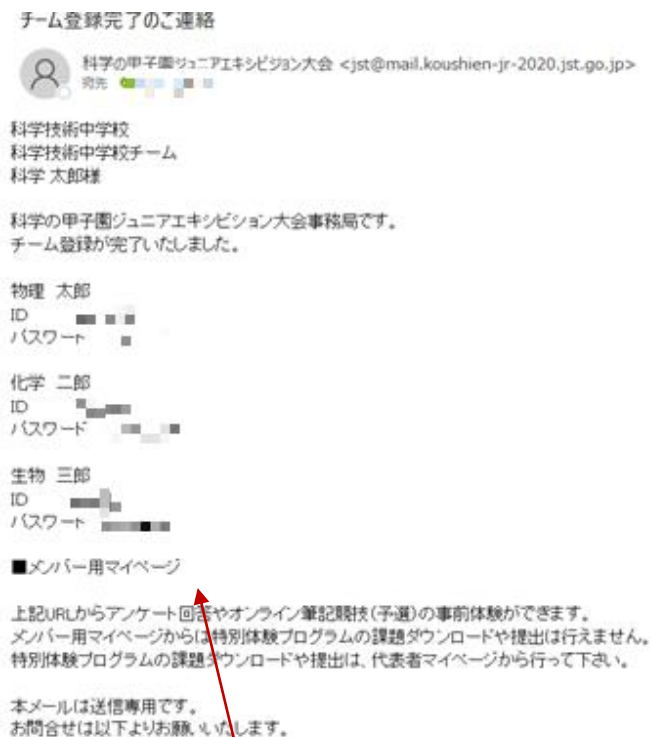 チーム登録完了のご連絡
科学の甲子園ジュニアエキシビジョン大会 <jst@mail.koushien-jr-2020.jst.go.jp>
宛先
科学技術中学校
科学技術中学校チーム
科学 太郎様
科学の甲子園ジュニアエキシビション大会事務局です。
チーム登録が完了いたしました。
物理 太郎
ID
パスワード
化学 二郎
ID
パスワード
生物 三郎
ID
パスワード
■メンバー用マイページ
上記URLからアンケート回答やオンライン筆記競技(予選)の事前体験ができます。
メンバー用マイページからは特別体験プログラムの課題ダウンロードや提出は行えません。
特別体験プログラムの課題ダウンロードや提出は、代表者マイページから行って下さい。
本メールは送信専用です。
お問合せは以下よりお願いいたします。